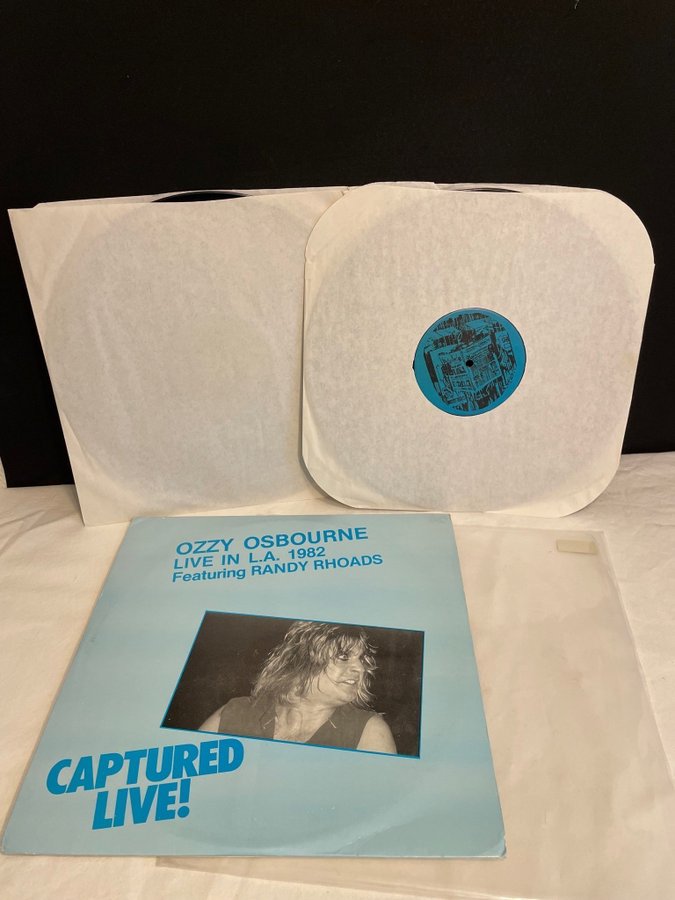 OZZY OSBOURNE
LIVE IN L.A. 1982
Featuring RANDY RHOADS
CAPTURED
LIVE!